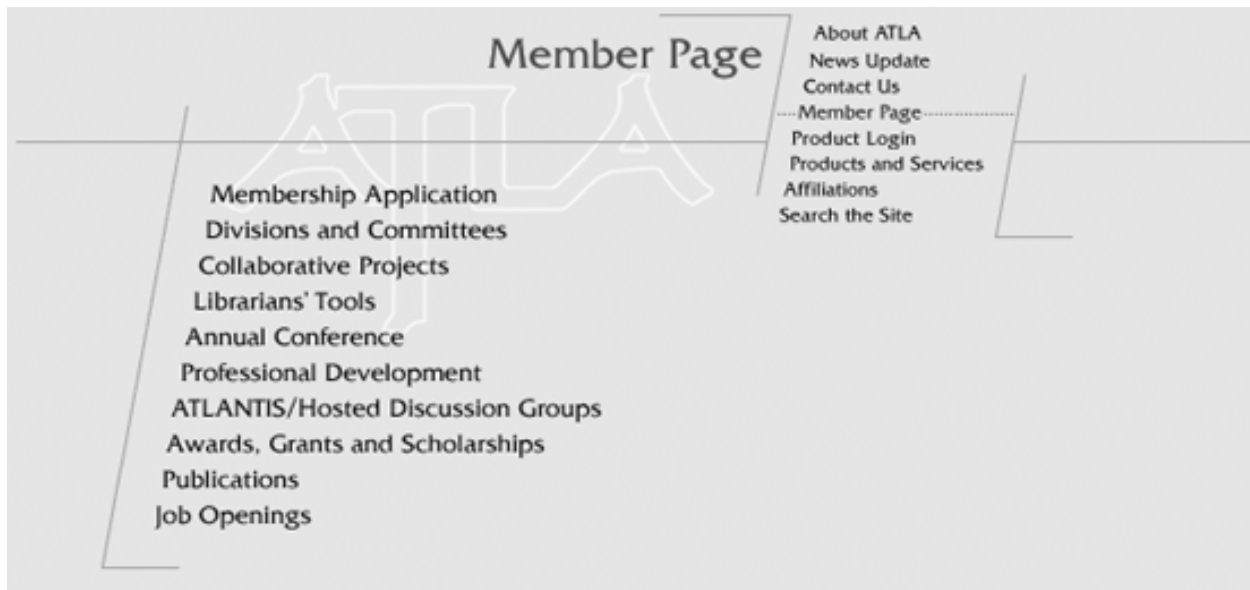 Member Page
About ATLA
News Update
Contact Us
Member Page
Product Login
Products and Services
Affiliations
Search the Site
ATLA
Membership Application
Divisions and Committees
Collaborative Projects
Librarians' Tools
Annual Conference
Professional Development
ATLANTIS/Hosted Discussion Groups
Awards, Grants and Scholarships
Publications
Job Openings